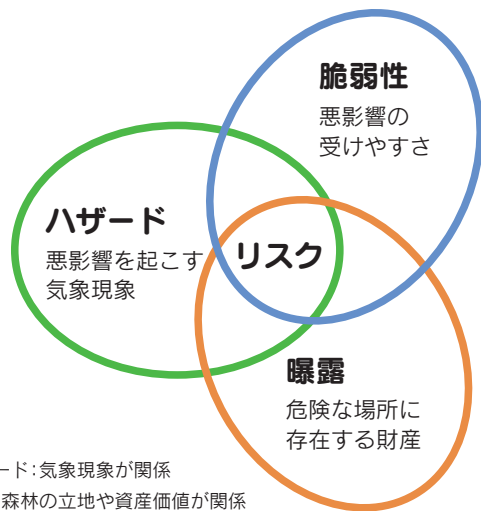 脆弱性
悪影響の
受けやすさ
ハザード
悪影響を起こす
気象現象
リスク
曝露
危険な場所に
存在する財産
ード:気象現象が関係
森林の立地や資産価値が関係